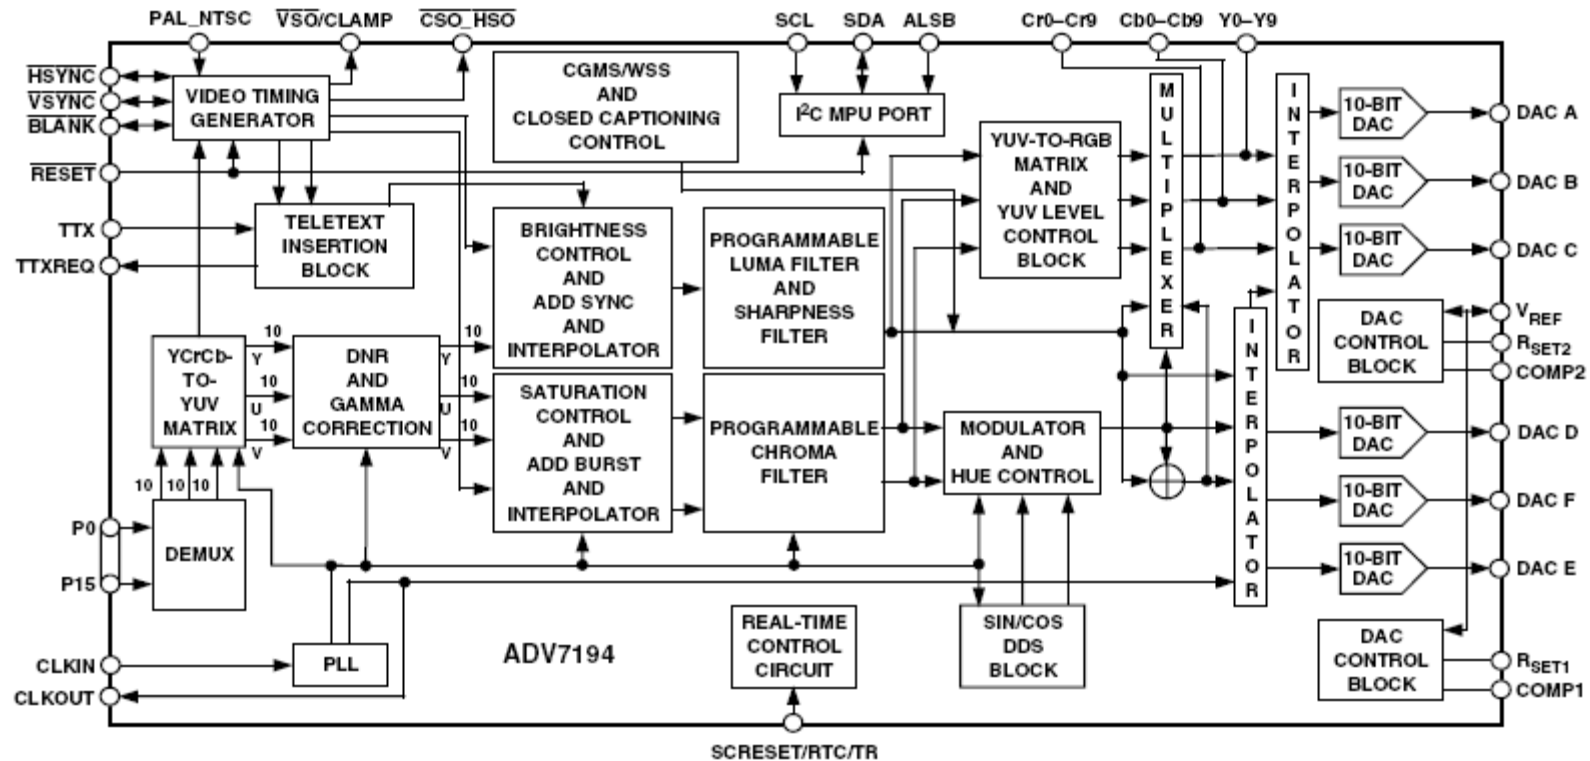 PAL_NTSC
VSO/CLAMP
CSO_HSO
SCL
SDA
ALSB
Cr0–Cr9
Cb0–Cb9
Y0–Y9
HSYNC
VSYNC
BLANK
RESET
TTX
TTXREQ
P0
P15
CLKIN
CLKOUT
VIDEO TIMING
GENERATOR
CGMS/WSS
AND
CLOSED CAPTIONING
CONTROL
I2C MPU PORT
TELETEXT
INSERTION
BLOCK
BRIGHTNESS
CONTROL
AND
ADD SYNC
AND
INTERPOLATOR
PROGRAMMABLE
LUMA FILTER
AND
SHARPNESS
FILTER
YUV-TO-RGB
MATRIX
AND
YUV LEVEL
CONTROL
BLOCK
MULTIPLEXER
INTERPOLATOR
10-BIT
DAC
DAC A
10-BIT
DAC
DAC B
10-BIT
DAC
DAC C
DAC
CONTROL
BLOCK
VREF
RSET2
COMP2
YCrCb-
TO-
YUV
MATRIX
10
Y
10
U
10
V
DNR
AND
GAMMA
CORRECTION
10
Y
10
U
10
V
SATURATION
CONTROL
AND
ADD BURST
AND
INTERPOLATOR
PROGRAMMABLE
CHROMA
FILTER
MODULATOR
AND
HUE CONTROL
INTERPOLATOR
10-BIT
DAC
DAC D
10-BIT
DAC
DAC F
10-BIT
DAC
DAC E
10
10
10
DEMUX
PLL
ADV7194
REAL-TIME
CONTROL
CIRCUIT
SIN/COS
DDS
BLOCK
DAC
CONTROL
BLOCK
RSET1
COMP1
SCRESET/RTC/TR